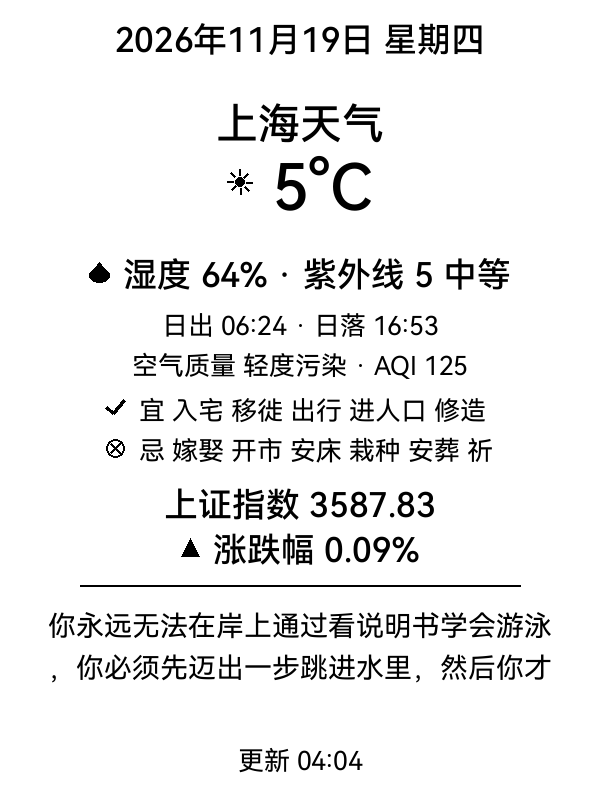 2026年11月19日 星期四
上海天气
5°C
湿度 64% · 紫外线 5 中等
日出 06:24 · 日落 16:53
空气质量 轻度污染 · AQI 125
宜 入宅 移徙 出行 进人口 修造
忌 嫁娶 开市 安床 栽种 安葬 祈
上证指数 3587.83
▲ 涨跌幅 0.09%
你永远无法在岸上通过看说明书学会游泳
，你必须先迈出一步跳进水里，然后你才
更新 04:04